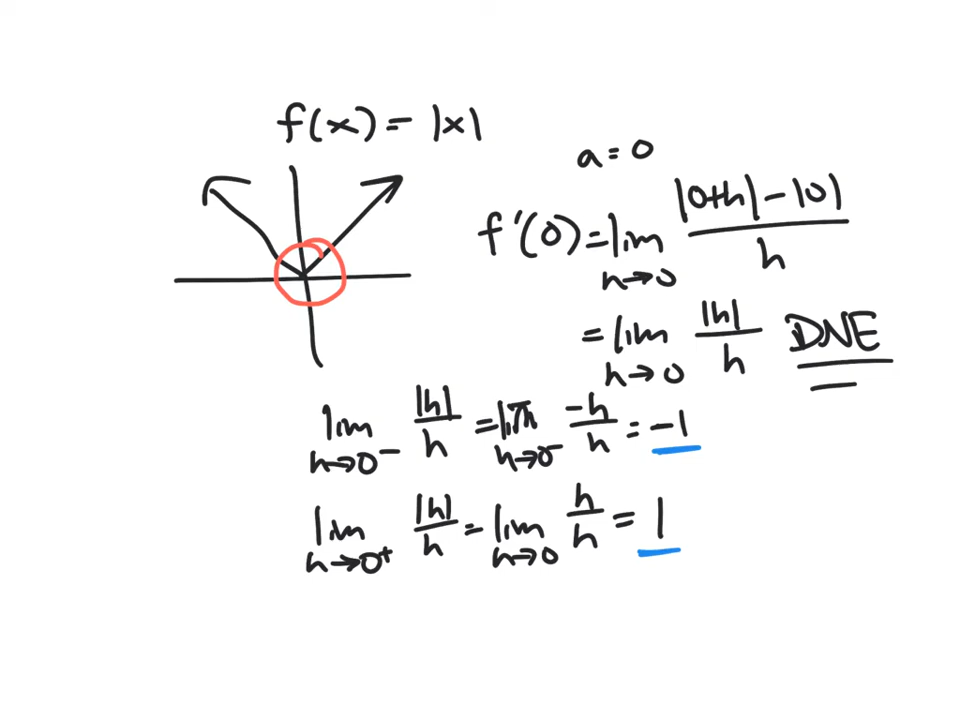 f(x) = |x|
a = 0
f'(0) = lim h→0 |0+h| - |0| / h
= lim h→0 |h| / h DNE
lim h→0⁻ |h| / h = lim h→0⁻ -h / h = -1
lim h→0⁺ |h| / h = lim h→0 h / h = 1